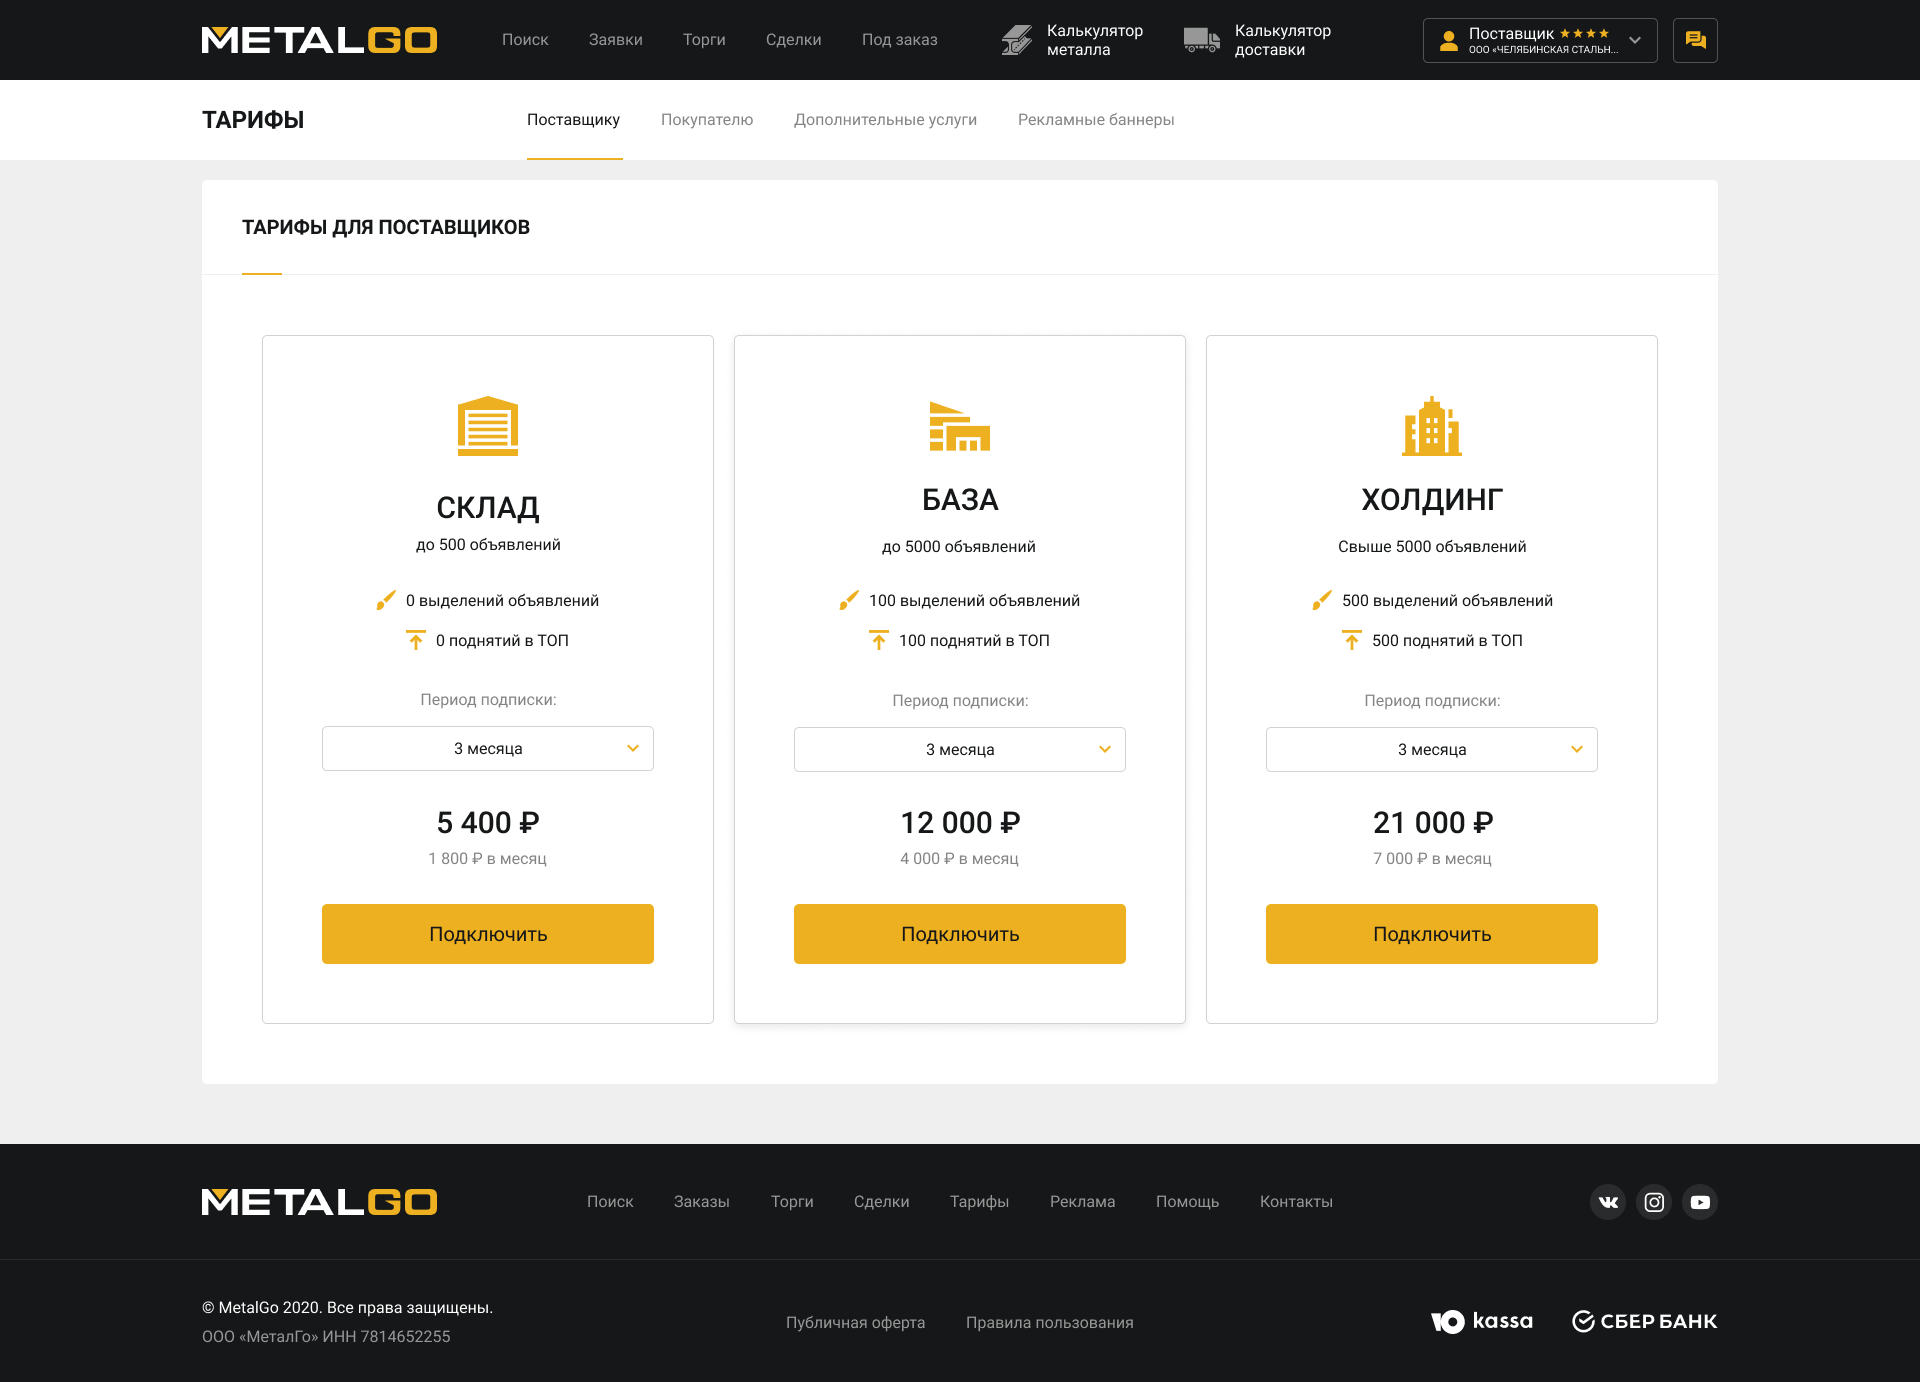 METALGO
Поиск
Заявки
Торги
Сделки
Под заказ
Калькулятор
металла
Калькулятор
доставки
Поставщик
ООО «ЧЕЛЯБИНСКАЯ СТАЛЬН...
ТАРИФЫ
Поставщику
Покупателю
Дополнительные услуги
Рекламные баннеры
ТАРИФЫ ДЛЯ ПОСТАВЩИКОВ
СКЛАД
до 500 объявлений
0 выделений объявлений
0 поднятий в ТОП
Период подписки:
3 месяца
5 400 ₽
1 800 ₽ в месяц
Подключить
БАЗА
до 5000 объявлений
100 выделений объявлений
100 поднятий в ТОП
Период подписки:
3 месяца
12 000 ₽
4 000 ₽ в месяц
Подключить
ХОЛДИНГ
Свыше 5000 объявлений
500 выделений объявлений
500 поднятий в ТОП
Период подписки:
3 месяца
21 000 ₽
7 000 ₽ в месяц
Подключить
METALGO
Поиск
Заказы
Торги
Сделки
Тарифы
Реклама
Помощь
Контакты
© MetalGo 2020. Все права защищены.
ООО «МеталГо» ИНН 7814652255
Публичная оферта
Правила пользования
Ю kassa
СБЕР БАНК